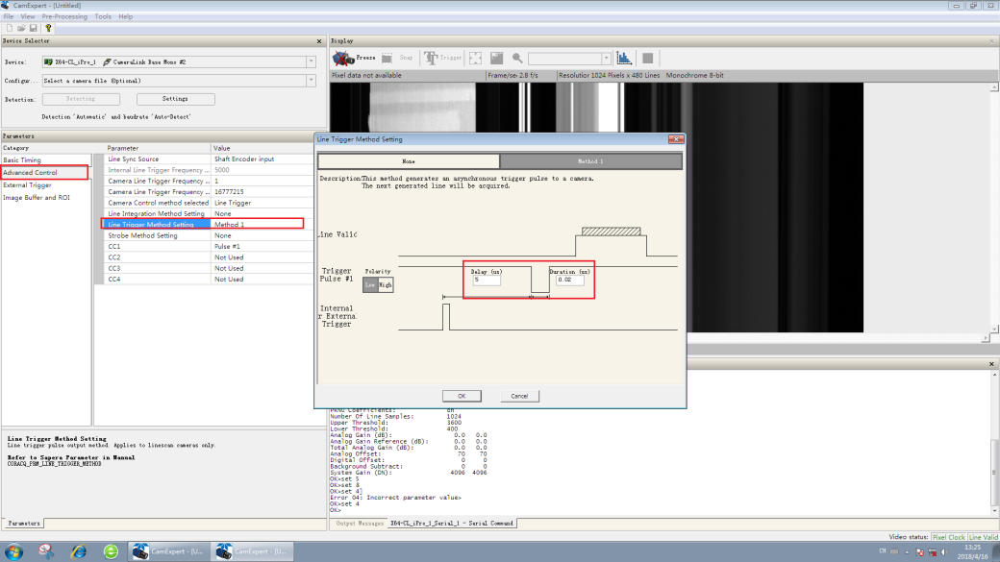 CamExpert - [Untitled]
File View Pre-Processing Tools Help
Device Selector
Device: X64-CL_iPro_1 CameraLink Base Mono #2
Configur... Select a camera file (Optional)
Detection: Detecting Settings
Detection 'Automatic' and baudrate 'Auto-Detect'
Parameters
Category
Basic Timing
Advanced Control
External Trigger
Image Buffer and ROI
Parameter Value
Line Sync Source Shaft Encoder input
Internal Line Trigger Frequency ... 5000
Camera Line Trigger Frequency ... 1
Camera Line Trigger Frequency ... 16777215
Camera Control method selected Line Trigger
Line Integration Method Setting None
Line Trigger Method Setting Method 1
Strobe Method Setting None
CC1 Pulse #1
CC2 Not Used
CC3 Not Used
CC4 Not Used
Line Trigger Method Setting
Line trigger pulse output method. Applies to linescan cameras only.
Refer to Sapera Parameter in Manual
CORACQ_PRM_LINE_TRIGGER_METHOD
Parameters
Display
Freeze Snap Trigger
Pixel data not available Frame/sec 2.8 f/s Resolution 1024 Pixels x 480 Lines Monochrome 8-bit
Line Trigger Method Setting
None Method 1
Description This method generates an asynchronous trigger pulse to a camera.
The next generated line will be acquired.
Line Valid
Trigger
Pulse #1
Polarity
Low High
Delay (us)
5
Duration (us)
0.02
Internal
r Externa
Trigger
OK Cancel
PRNU Coefficients: on
Number Of Line Samples: 1024
Upper Threshold: 3600
Lower Threshold: 400
Analog Gain (dB): 0.0 0.0
Analog Gain Reference (dB): 0.0 0.0
Total Analog Gain (dB): 0.0 0.0
Analog Offset: 70 70
Digital Offset: 0 0
Background Subtract: 0 0
System Gain (DN): 4096 4096
OK>set 5
OK>set 8
OK>set 4]
Error 04: Incorrect parameter value>
OK>set 4
OK>
Output Messages X64-CL_iPro_1_Serial_1 - Serial Command
Video status: Pixel Clock Line Valid
CamExpert - [U... CamExpert - [U...
CH
13:25
2018/4/16